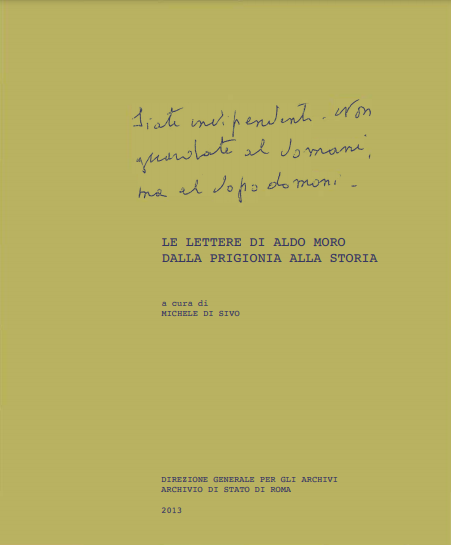 Siate indipendenti. Non
guardate al domani,
ma al dopodomani.
LE LETTERE DI ALDO MORO
DALLA PRIGIONIA ALLA STORIA
a cura di
MICHELE DI SIVO
DIREZIONE GENERALE PER GLI ARCHIVI
ARCHIVIO DI STATO DI ROMA
2013